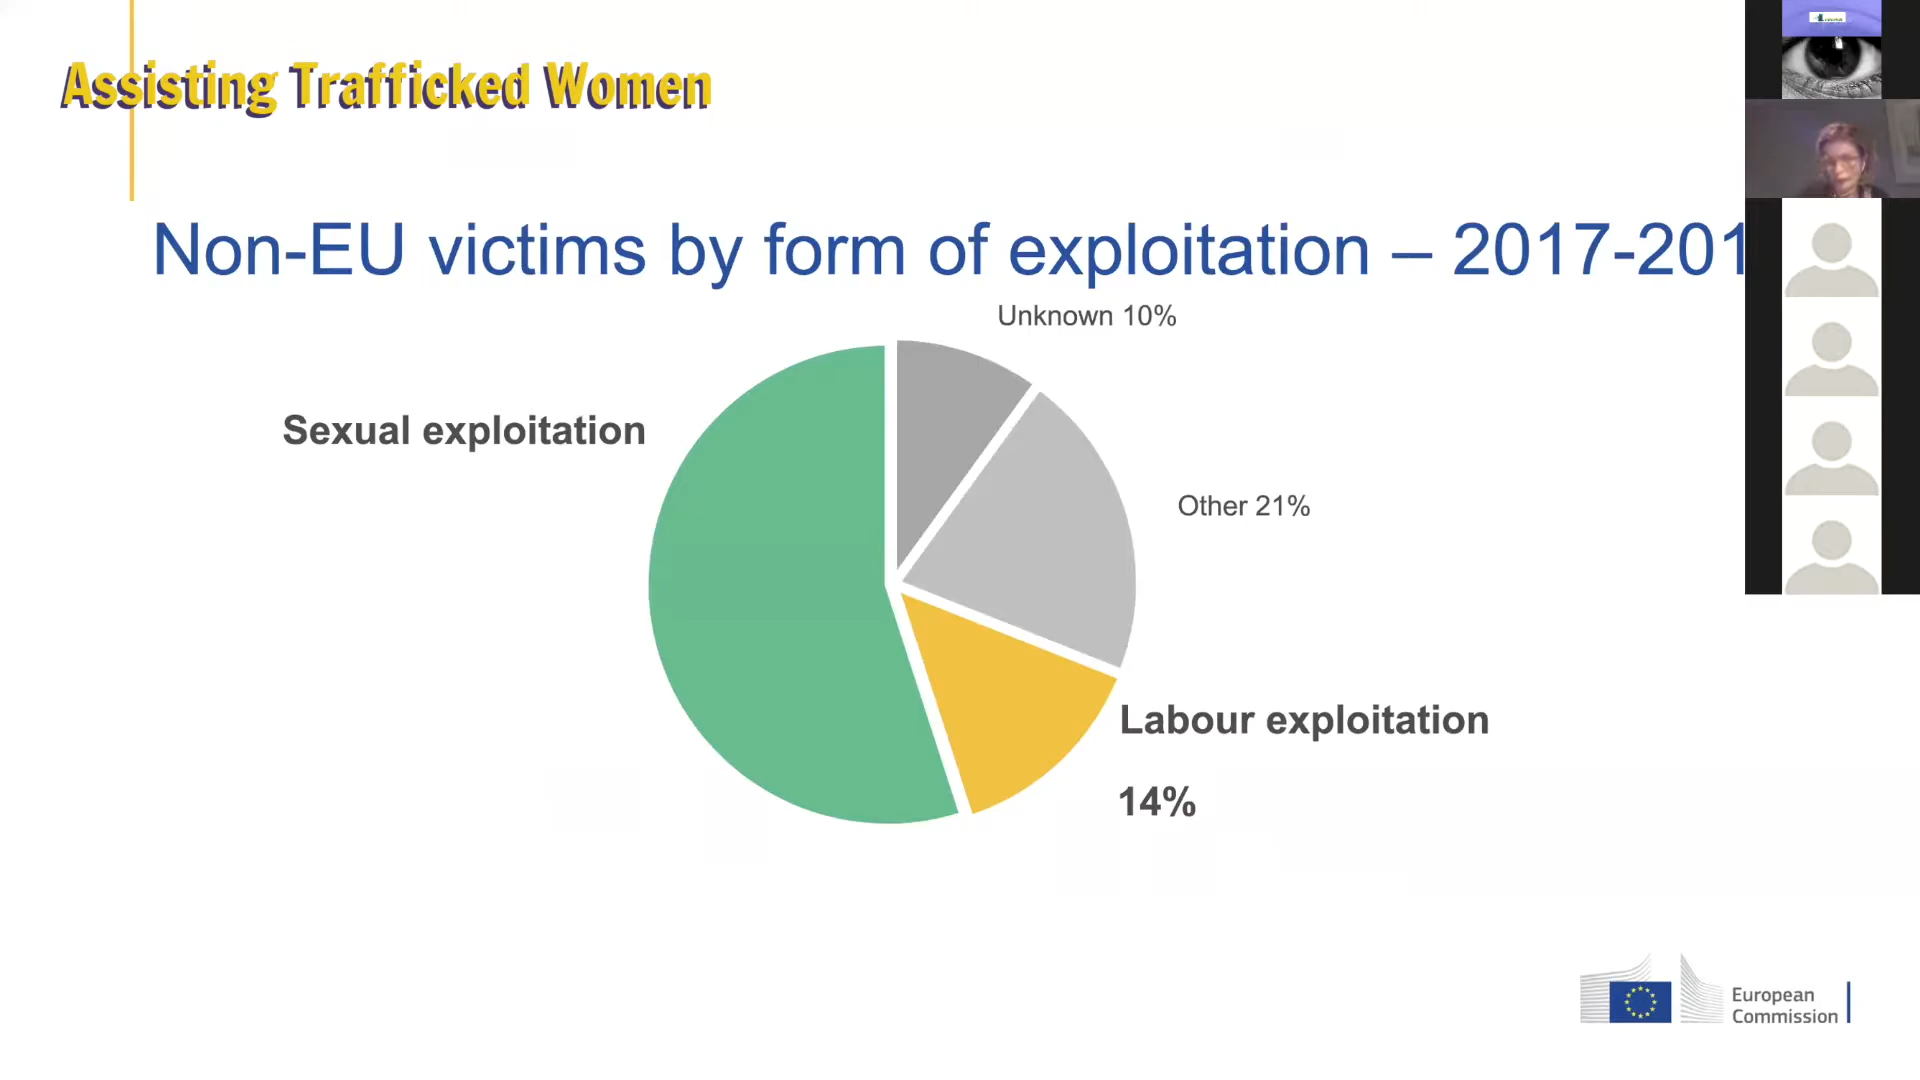 Assisting Trafficked Women
Non-EU victims by form of exploitation – 2017-201
Unknown 10%
Sexual exploitation
Other 21%
Labour exploitation
14%
European
Commission